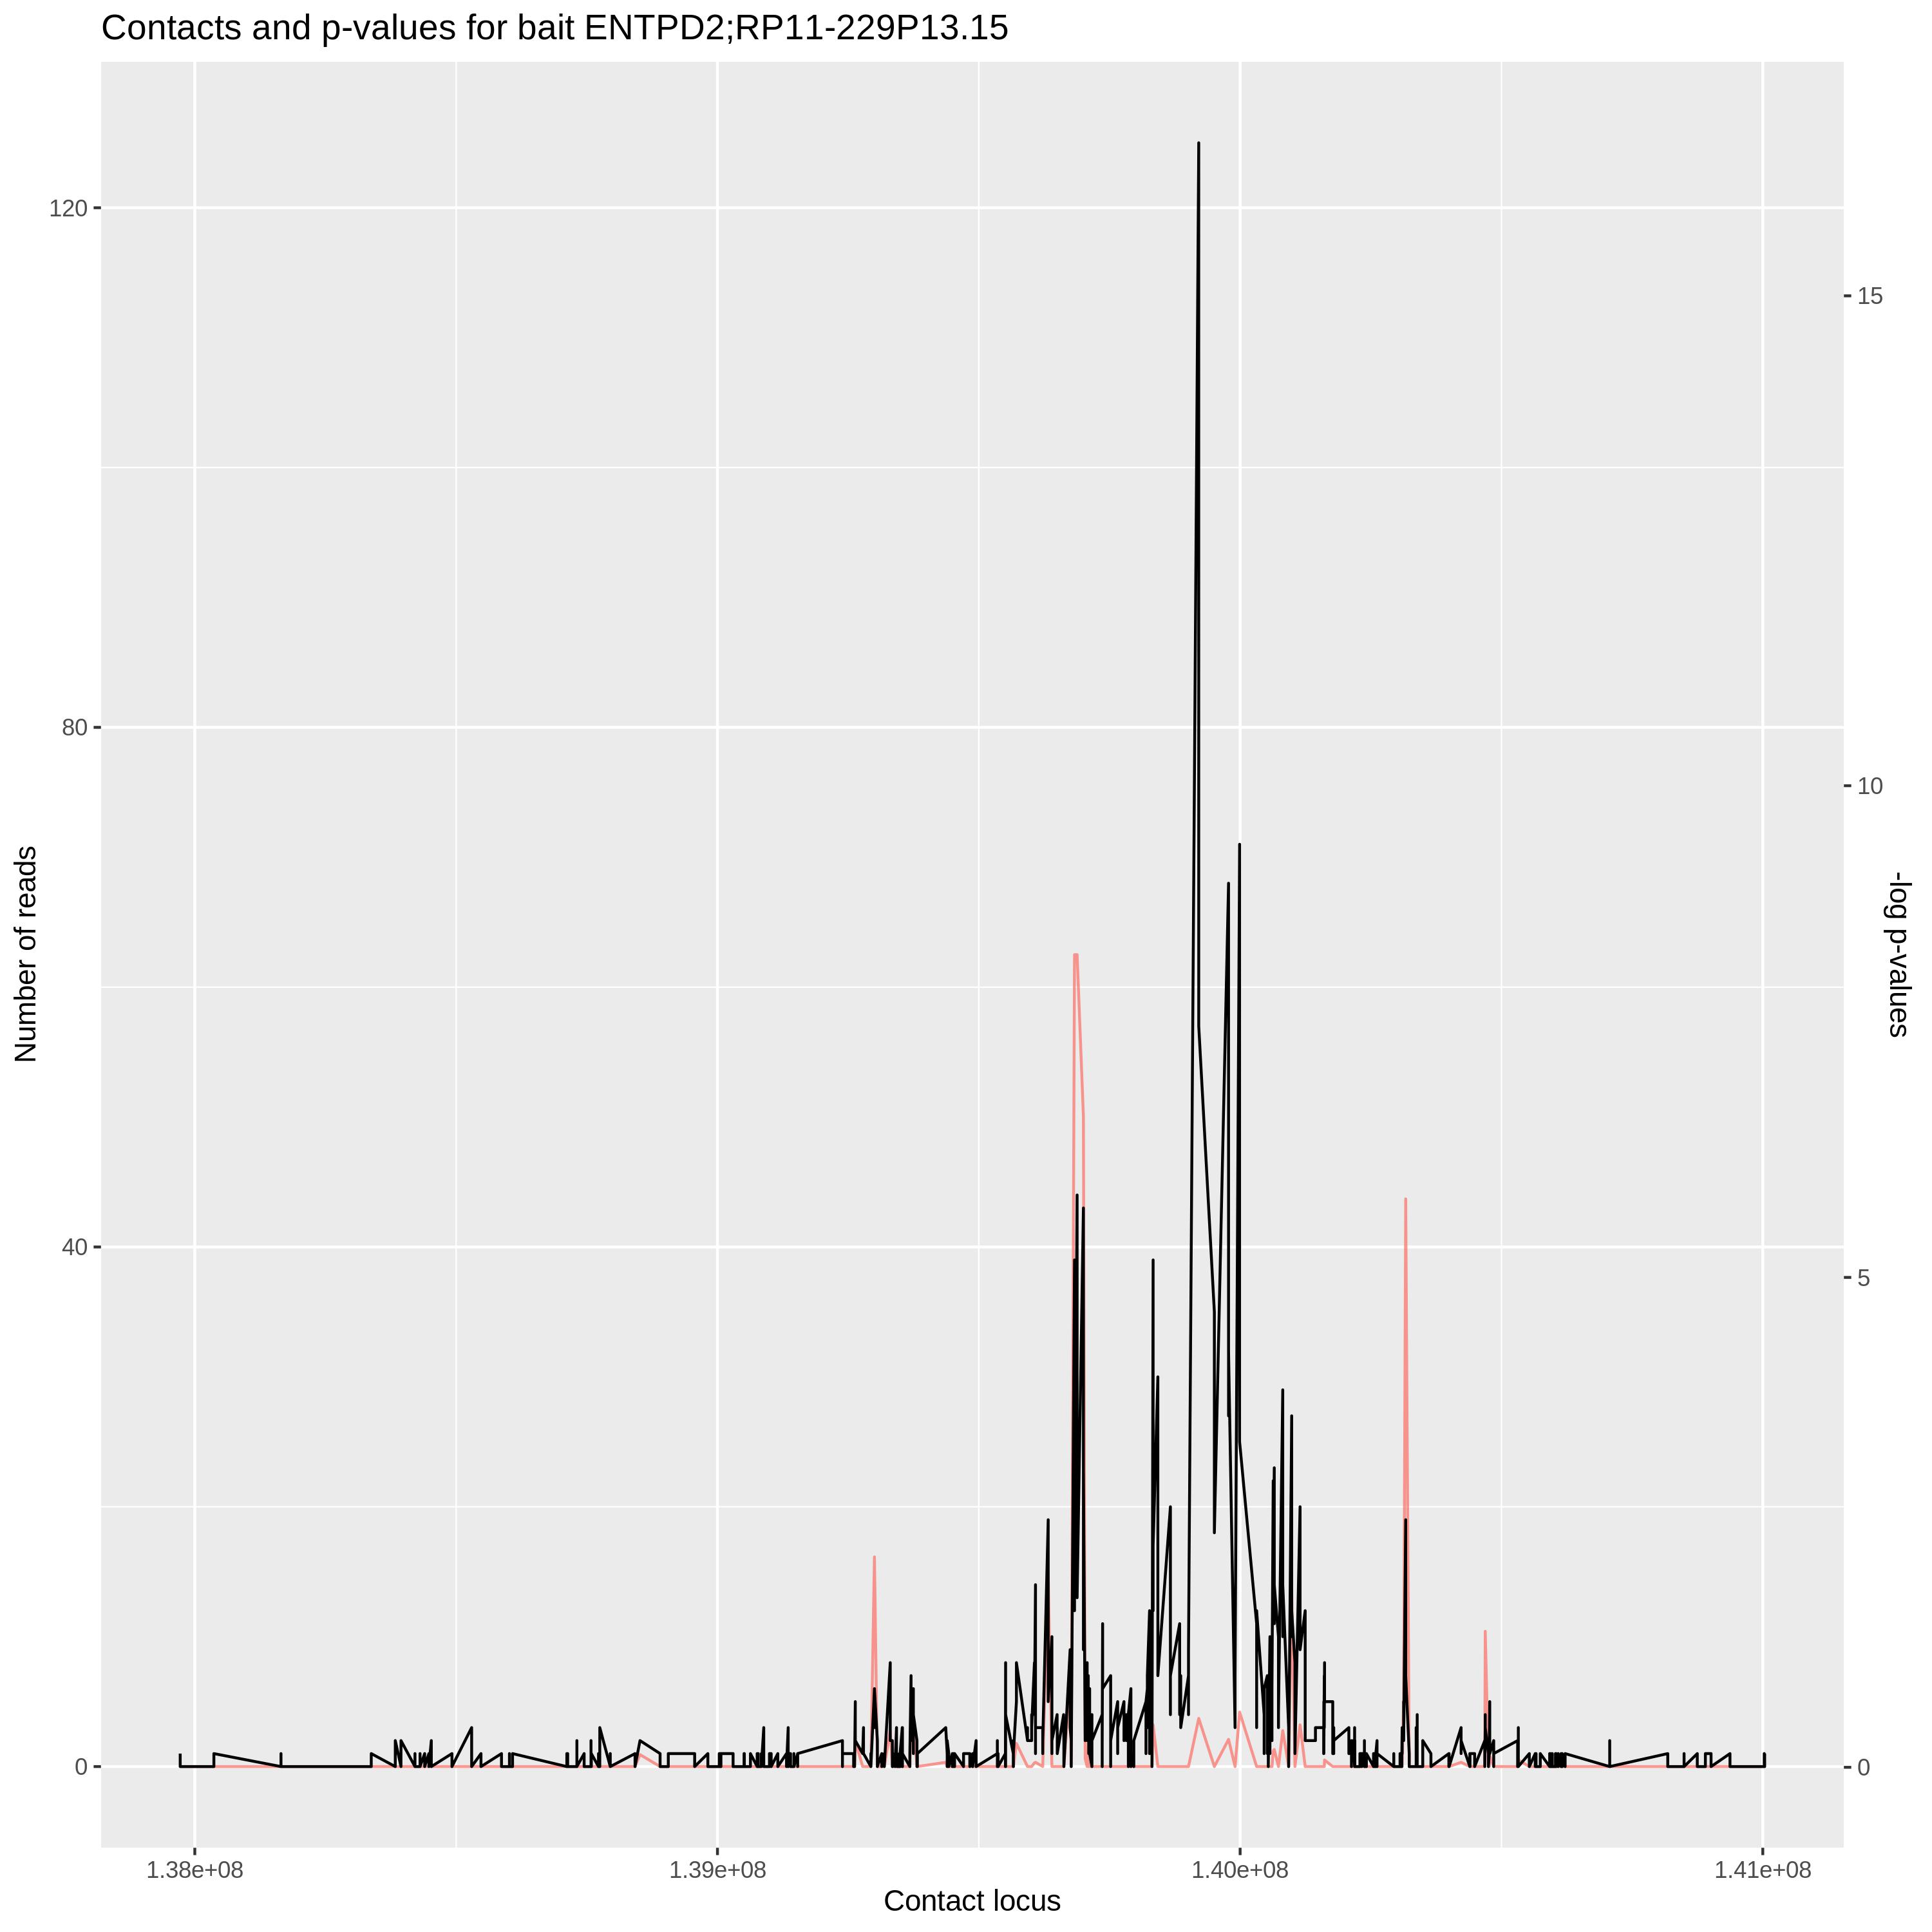 Contacts and p-values for bait ENTPD2;RP11-229P13.15
120
80
40
0
Number of reads
15
10
5
0
-log p-values
1.38e+08
1.39e+08
1.40e+08
1.41e+08
Contact locus